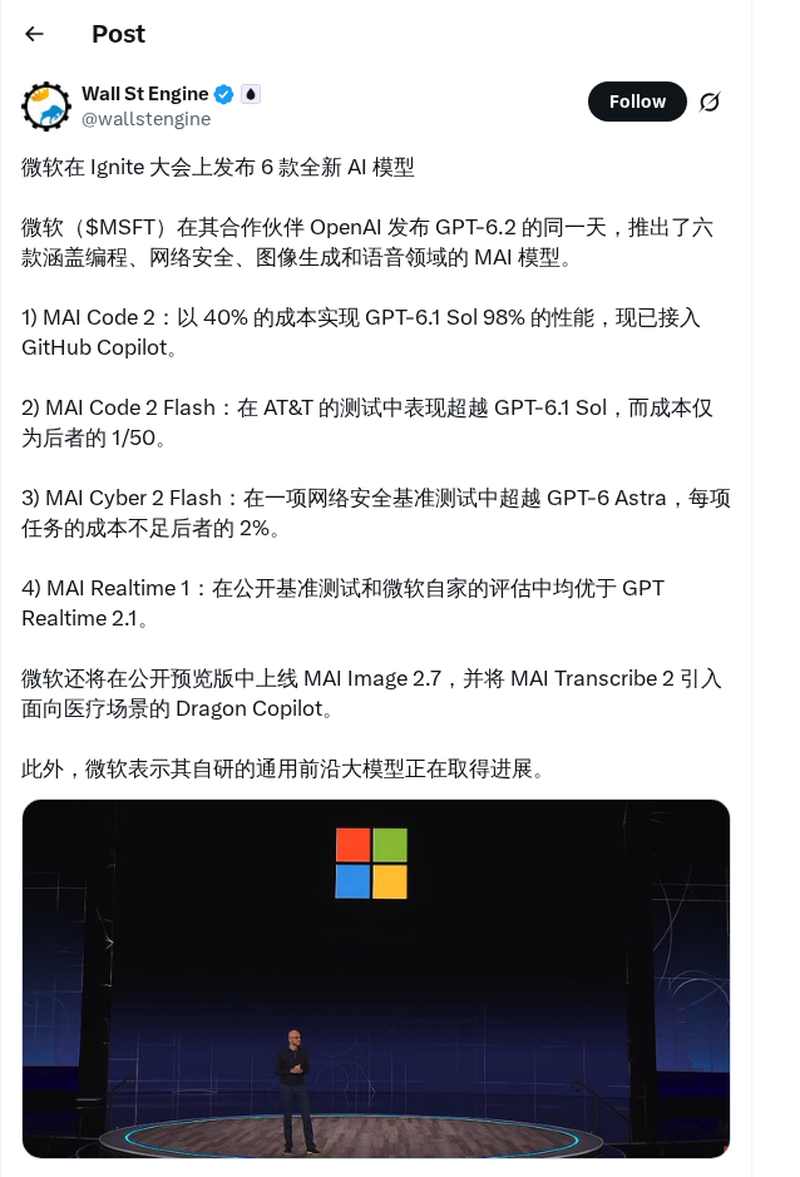 Post
Wall St Engine
@wallstengine
Follow
微软在 Ignite 大会上发布 6 款全新 AI 模型
微软（$MSFT）在其合作伙伴 OpenAI 发布 GPT-6.2 的同一天，推出了六
款涵盖编程、网络安全、图像生成和语音领域的 MAI 模型。
1) MAI Code 2：以 40% 的成本实现 GPT-6.1 Sol 98% 的性能，现已接入
GitHub Copilot。
2) MAI Code 2 Flash：在 AT&T 的测试中表现超越 GPT-6.1 Sol，而成本仅
为后者的 1/50。
3) MAI Cyber 2 Flash：在一项网络安全基准测试中超越 GPT-6 Astra，每项
任务的成本不足后者的 2%。
4) MAI Realtime 1：在公开基准测试和微软自家的评估中均优于 GPT
Realtime 2.1。
微软还将在公开预览版中上线 MAI Image 2.7，并将 MAI Transcribe 2 引入
面向医疗场景的 Dragon Copilot。
此外，微软表示其自研的通用前沿大模型正在取得进展。